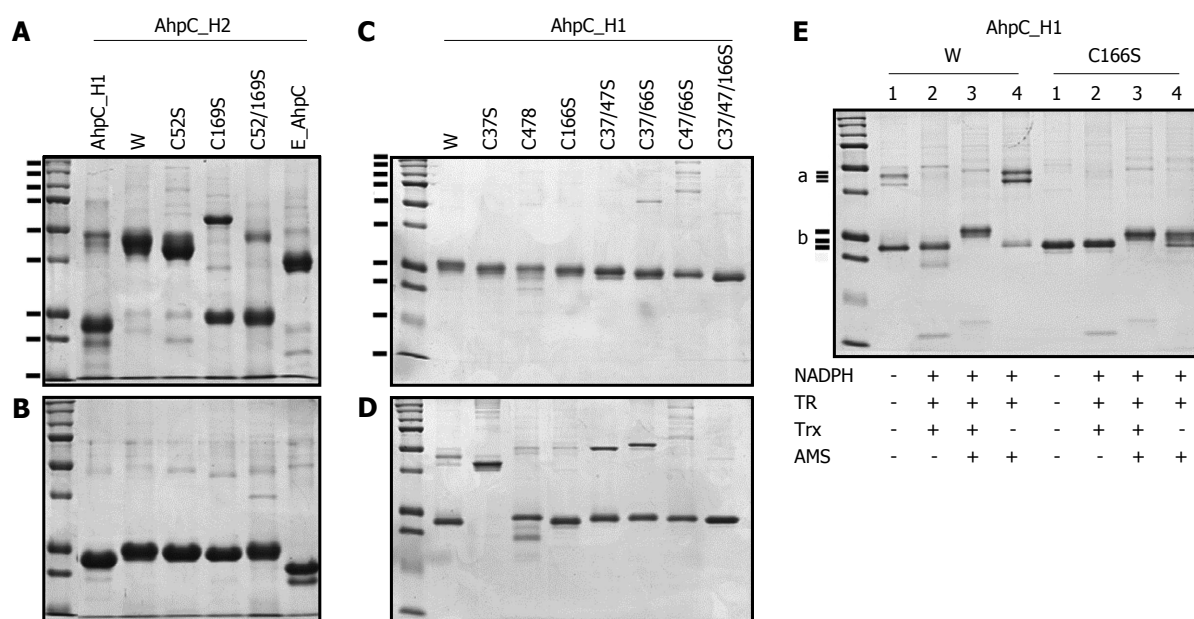 A
AhpC_H2
AhpC_H1
W
C52S
C169S
C52/169S
E_AhpC
B
C
AhpC_H1
W
C37S
C478
C166S
C37/47S
C37/66S
C47/66S
C37/47/166S
D
E
AhpC_H1
W C166S
1 2 3 4 1 2 3 4
a
b
NADPH - + + + - + + +
TR - + + + - + + +
Trx - + + - - + + -
AMS - - + + - - + +